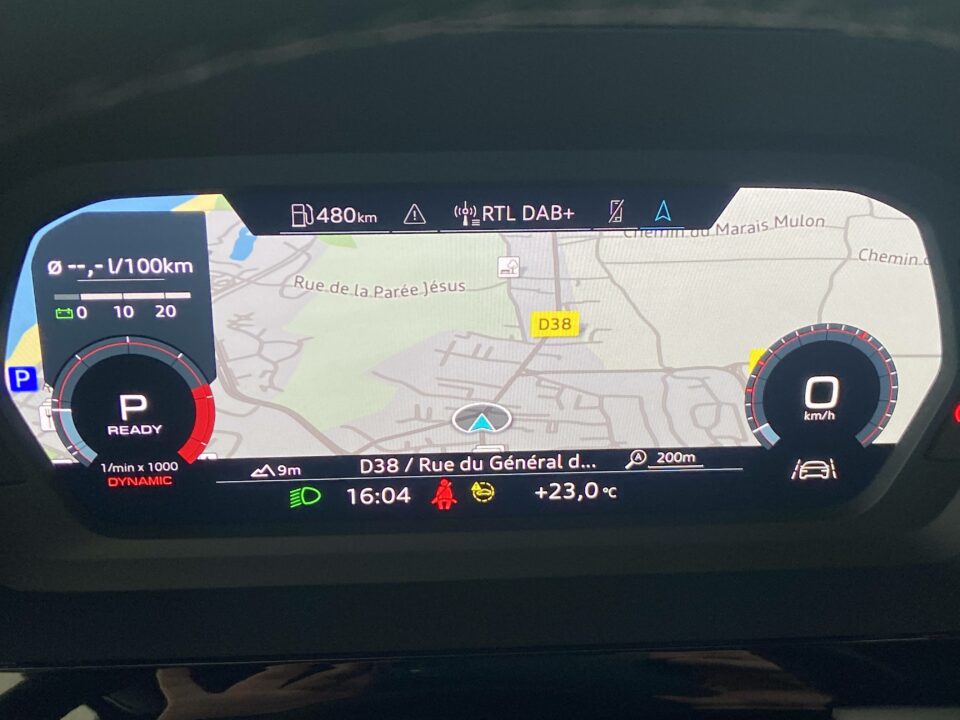 480km
RTL DAB+
Chemin du Marais Mulon
Chemin
Ø --,- l/100km
0 10 20
Rue de la Parée Jésus
D38
P
P
READY
0
km/h
1/min x 1000
DYNAMIC
9m
D38 / Rue du Général d...
A
200m
16:04
+23,0 °C